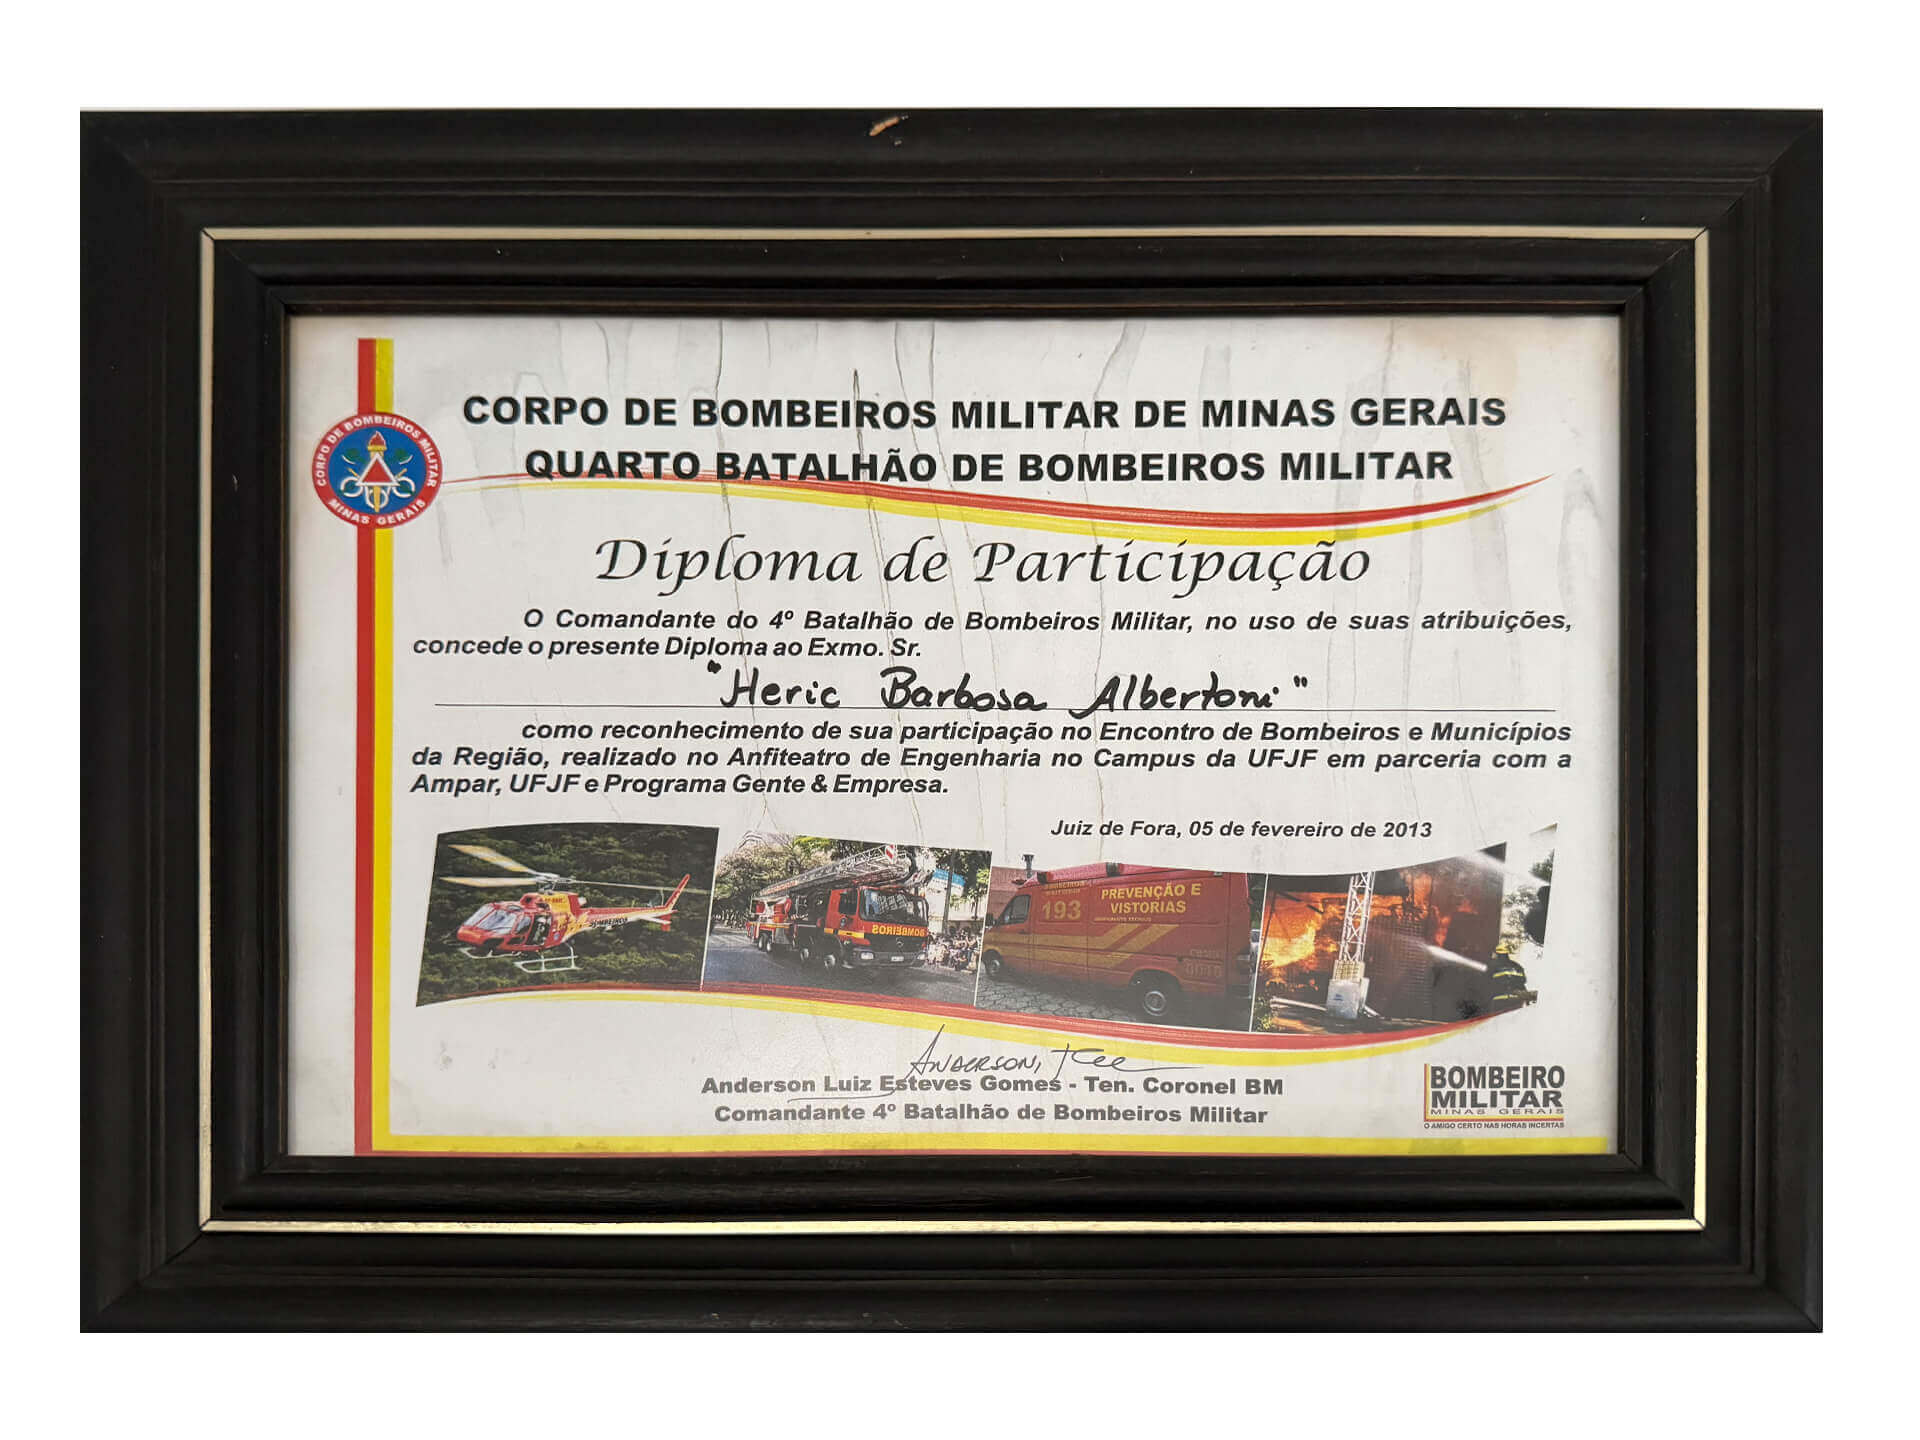 CORPO DE BOMBEIROS MILITAR DE MINAS GERAIS
QUARTO BATALHÃO DE BOMBEIROS MILITAR
CORPO DE BOMBEIROS MILITAR
MINAS GERAIS
Diploma de Participação
O Comandante do 4º Batalhão de Bombeiros Militar, no uso de suas atribuições,
concede o presente Diploma ao Exmo. Sr.
"Heric Barbosa Albertoni"
como reconhecimento de sua participação no Encontro de Bombeiros e Municípios
da Região, realizado no Anfiteatro de Engenharia no Campus da UFJF em parceria com a
Ampar, UFJF e Programa Gente & Empresa.
Juiz de Fora, 05 de fevereiro de 2013
BOMBEIROS
BOMBEIROS
193
PREVENÇÃO E
VISTORIAS
Anderson,
Anderson Luiz Esteves Gomes - Ten. Coronel BM
Comandante 4º Batalhão de Bombeiros Militar
BOMBEIRO
MILITAR
MINAS GERAIS
O AMIGO CERTO NAS HORAS INCERTAS